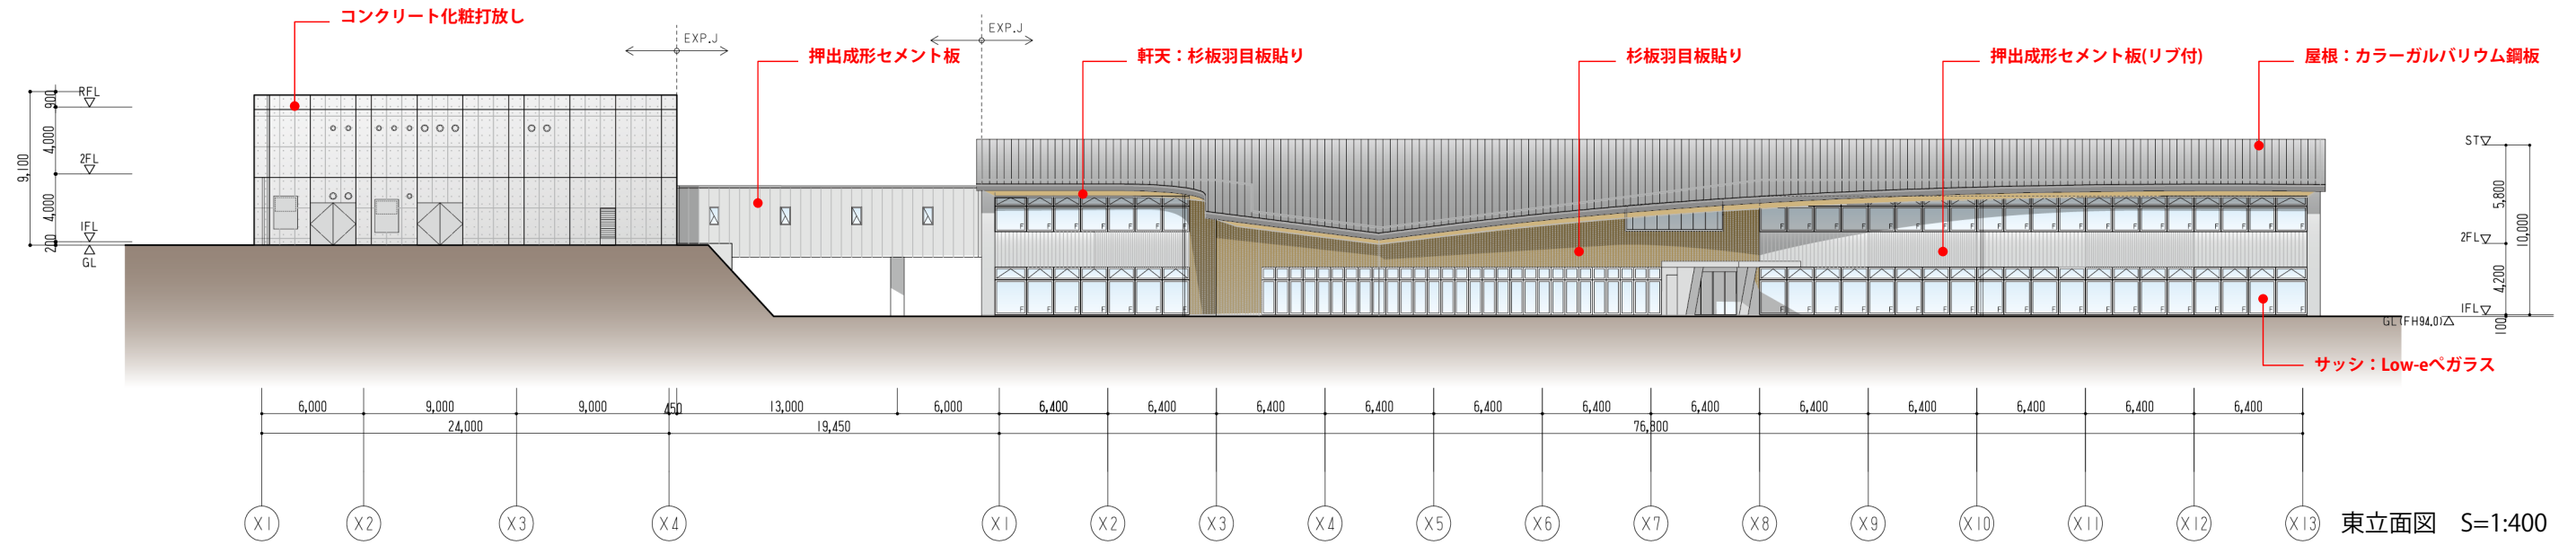 コンクリート化粧打放し
EXP.J
EXP.J
押出成形セメント板
軒天：杉板羽目板貼り
杉板羽目板貼り
押出成形セメント板(リブ付)
屋根：カラーガルバリウム鋼板
RFL
900
4,000
2FL
9,100
4,000
1FL
200
GL
ST
5,800
10,000
2FL
4,200
1FL
GL(FH94.0)
100
サッシ：Low-eペガラス
6,000 9,000 9,000 450 13,000 6,000 6,400 6,400 6,400 6,400 6,400 6,400 6,400 6,400 6,400 6,400 6,400 6,400
24,000 19,450 76,800
X1 X2 X3 X4 X1 X2 X3 X4 X5 X6 X7 X8 X9 X10 X11 X12 X13
東立面図 S=1:400